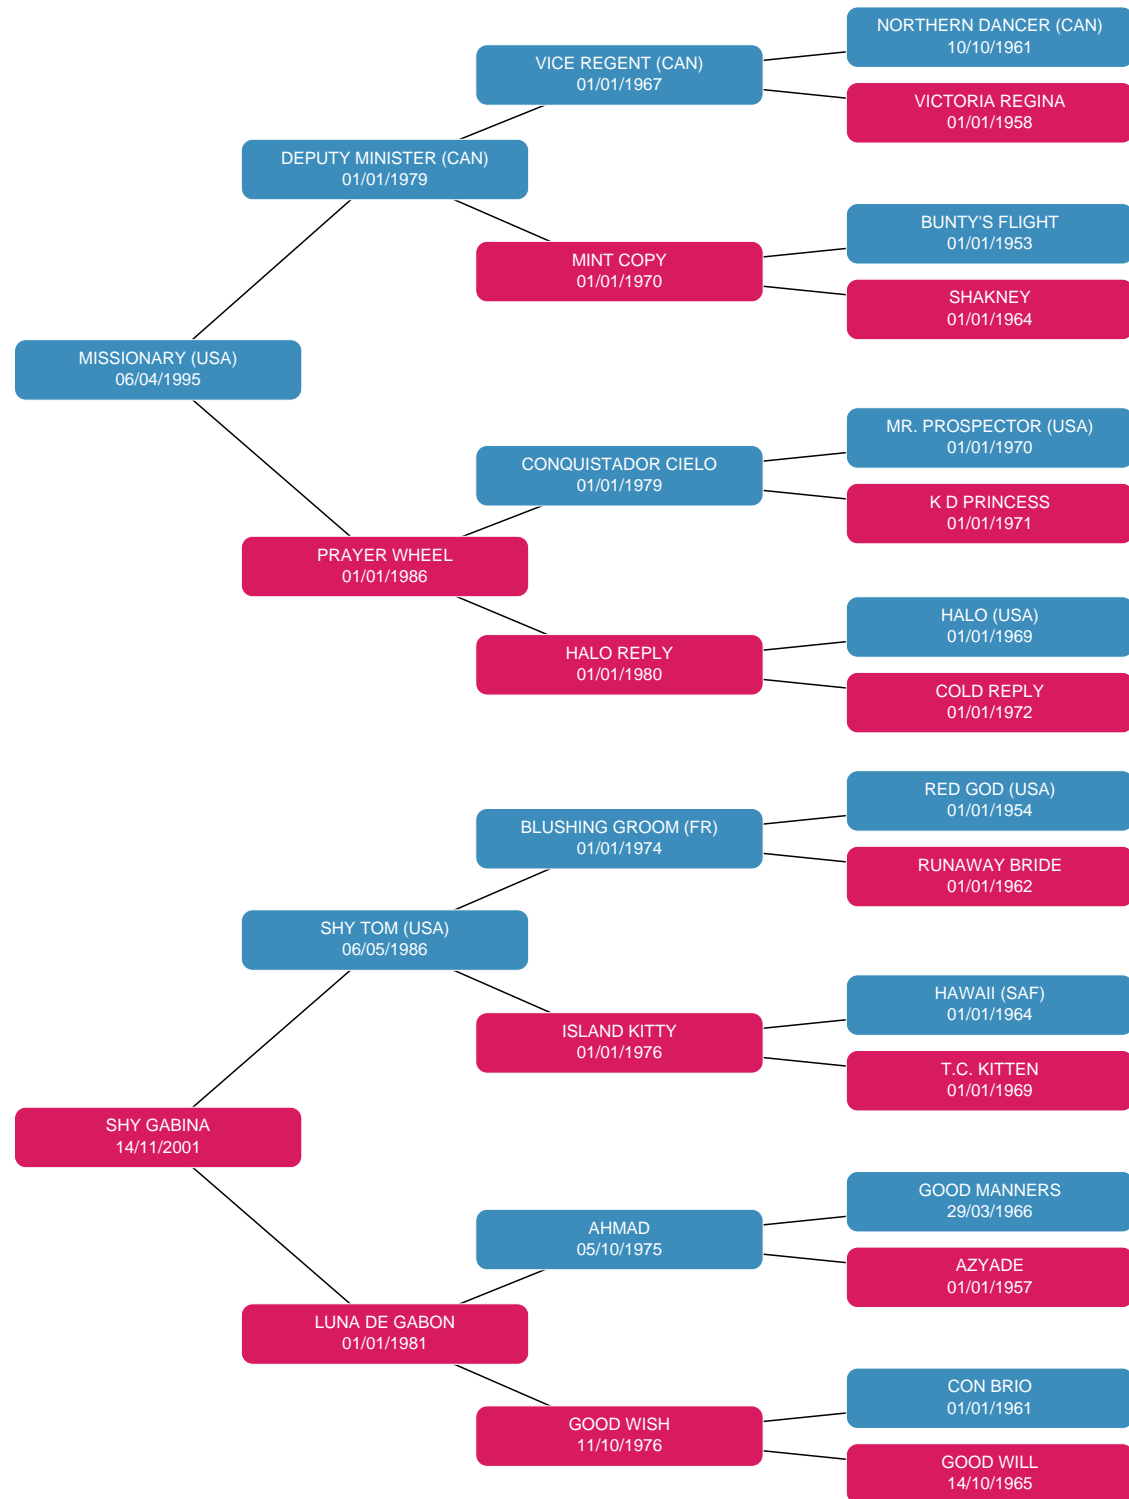 NORTHERN DANCER (CAN)
10/10/1961
VICE REGENT (CAN)
01/01/1967
VICTORIA REGINA
01/01/1958
DEPUTY MINISTER (CAN)
01/01/1979
BUNTY'S FLIGHT
01/01/1953
MINT COPY
01/01/1970
SHAKNEY
01/01/1964
MISSIONARY (USA)
06/04/1995
MR. PROSPECTOR (USA)
01/01/1970
CONQUISTADOR CIELO
01/01/1979
K D PRINCESS
01/01/1971
PRAYER WHEEL
01/01/1986
HALO (USA)
01/01/1969
HALO REPLY
01/01/1980
COLD REPLY
01/01/1972
RED GOD (USA)
01/01/1954
BLUSHING GROOM (FR)
01/01/1974
RUNAWAY BRIDE
01/01/1962
SHY TOM (USA)
06/05/1986
HAWAII (SAF)
01/01/1964
ISLAND KITTY
01/01/1976
T.C. KITTEN
01/01/1969
SHY GABINA
14/11/2001
GOOD MANNERS
29/03/1966
AHMAD
05/10/1975
AZYADE
01/01/1957
LUNA DE GABON
01/01/1981
CON BRIO
01/01/1961
GOOD WISH
11/10/1976
GOOD WILL
14/10/1965